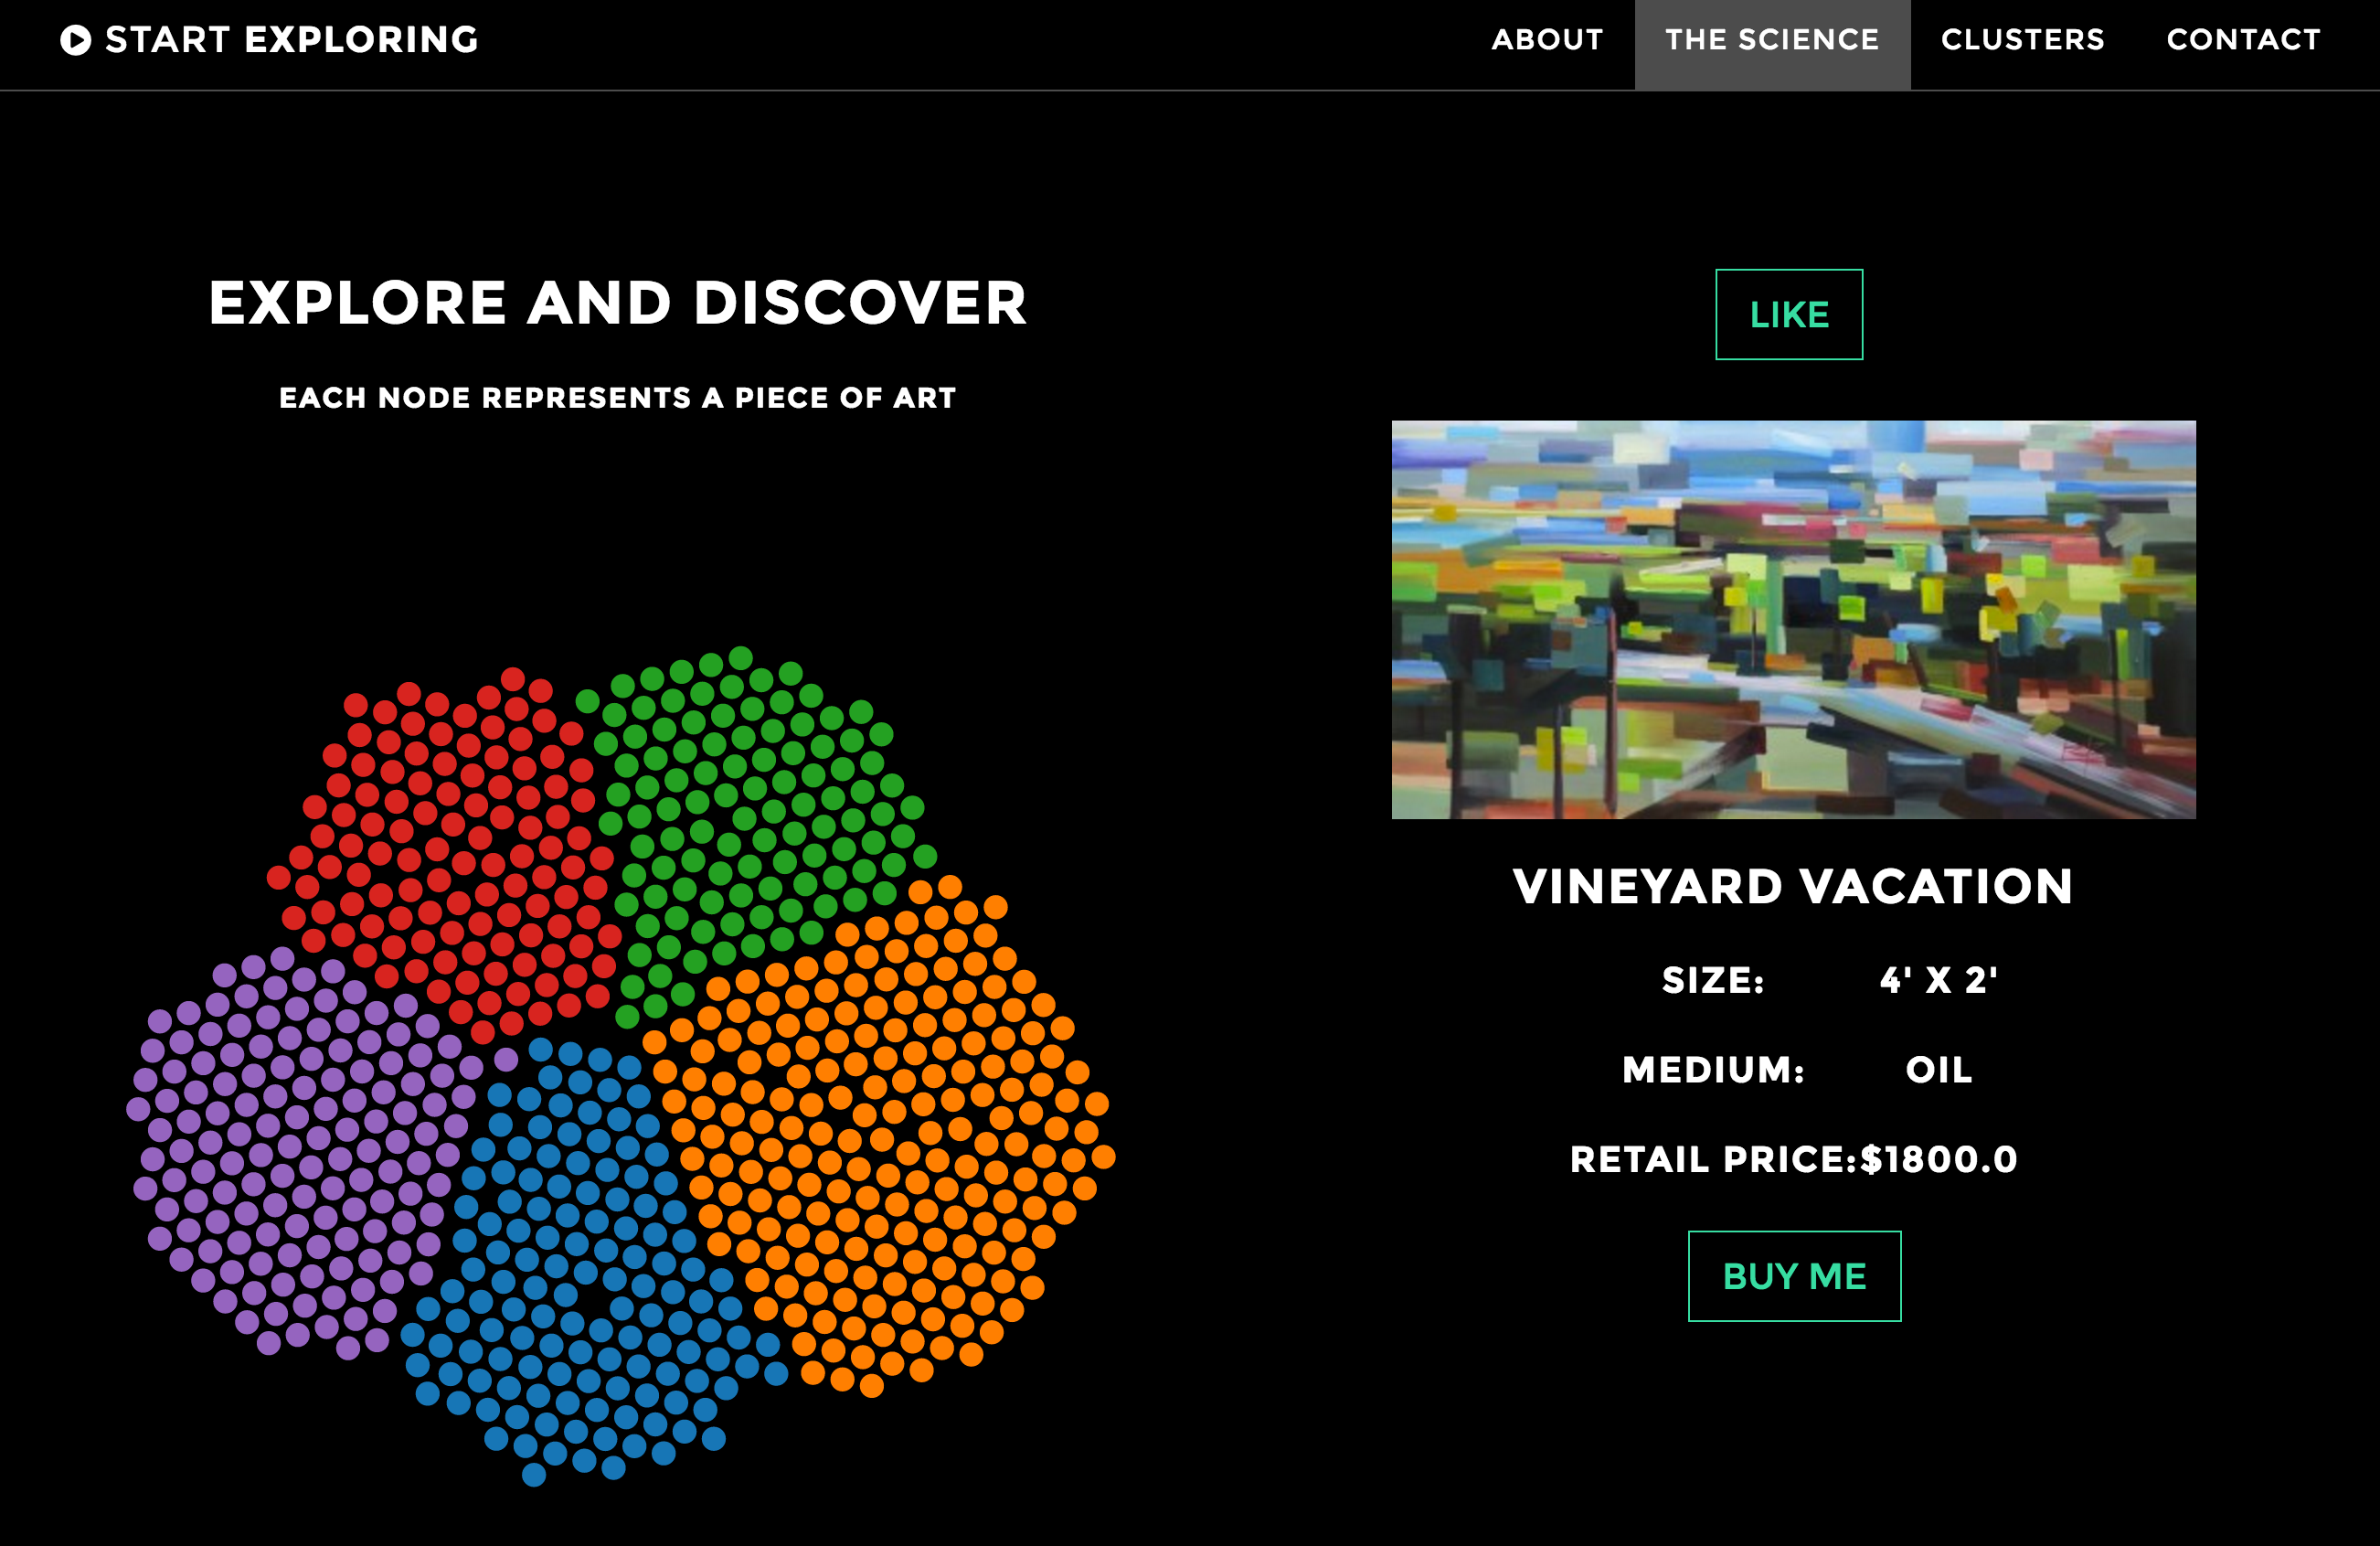 START EXPLORING
ABOUT THE SCIENCE CLUSTERS CONTACT
EXPLORE AND DISCOVER
EACH NODE REPRESENTS A PIECE OF ART
LIKE
VINEYARD VACATION
SIZE: 4' X 2'
MEDIUM: OIL
RETAIL PRICE:$1800.0
BUY ME